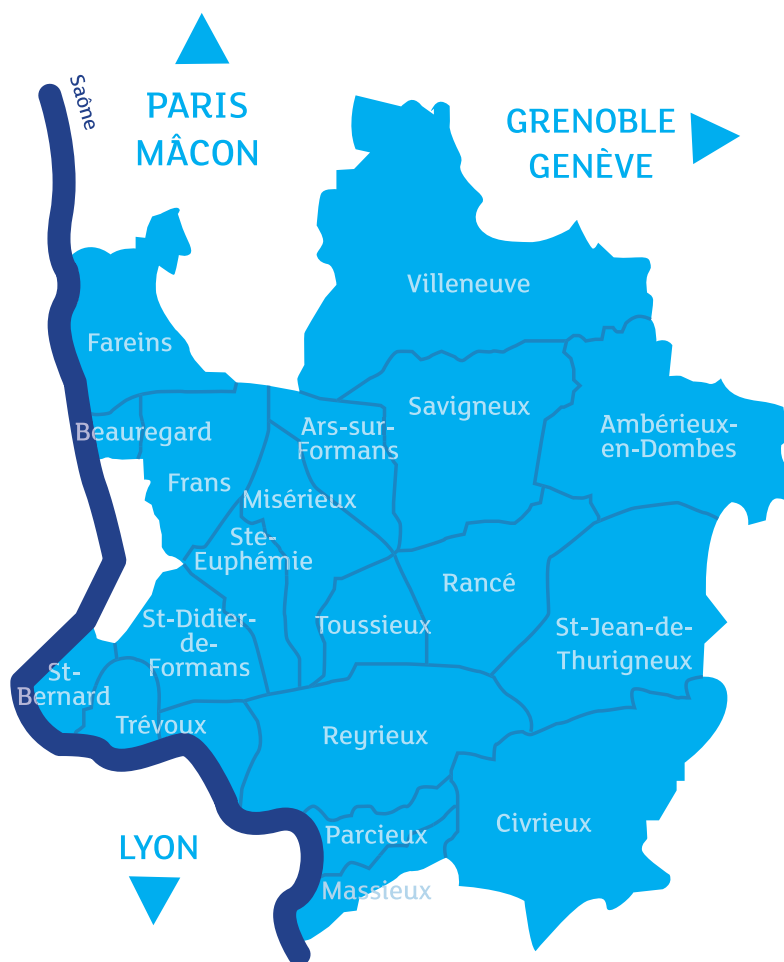 Saône
PARIS
MÂCON
GRENOBLE
GENÈVE
Villeneuve
Fareins
Savigneux
Beauregard
Ars-sur-
Formans
Ambérieux-
en-Dombes
Frans
Misérieux
Ste-
Euphémie
Rancé
St-Didier-
de-
Formans
Toussieux
St-Jean-de-
Thurigneux
St-
Bernard
Trévoux
Reyrieux
Parcieux
Civrieux
LYON
Massieux